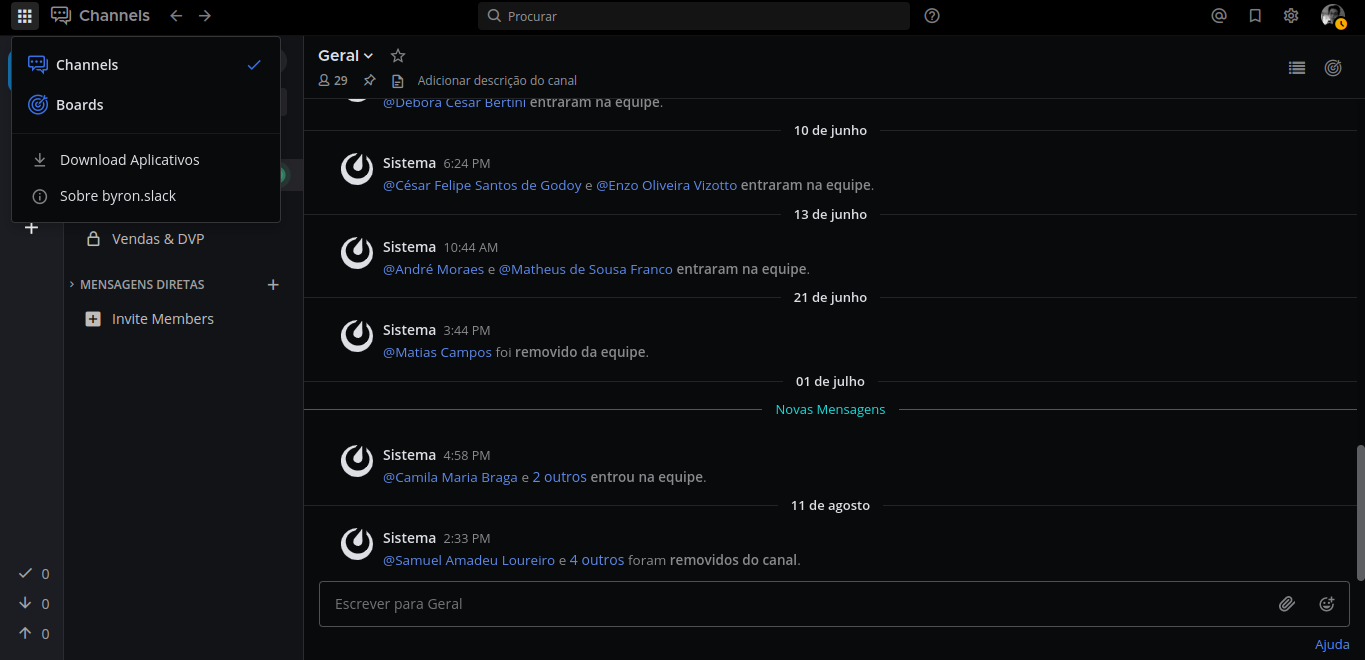 Channels
Procurar
Channels
Boards
Download Aplicativos
Sobre byron.slack
Vendas & DVP
MENSAGENS DIRETAS
Invite Members
0
0
0
Geral
29
Adicionar descrição do canal
@Débora César Bertini entraram na equipe.
10 de junho
Sistema 6:24 PM
@César Felipe Santos de Godoy e @Enzo Oliveira Vizotto entraram na equipe.
13 de junho
Sistema 10:44 AM
@André Moraes e @Matheus de Sousa Franco entraram na equipe.
21 de junho
Sistema 3:44 PM
@Matias Campos foi removido da equipe.
01 de julho
Novas Mensagens
Sistema 4:58 PM
@Camila Maria Braga e 2 outros entrou na equipe.
11 de agosto
Sistema 2:33 PM
@Samuel Amadeu Loureiro e 4 outros foram removidos do canal.
Escrever para Geral
Ajuda